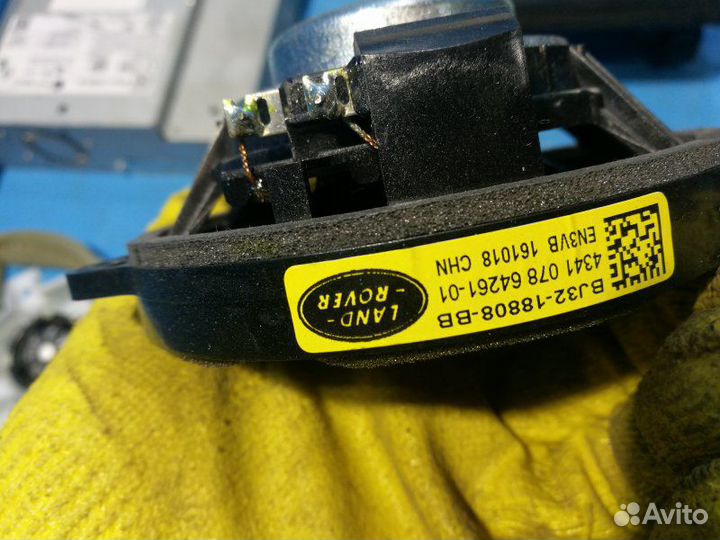 LAND-
ROVER
BJ32-18808-BB
4341 078 64261-01
EN3VB 161018 CHN
Avito